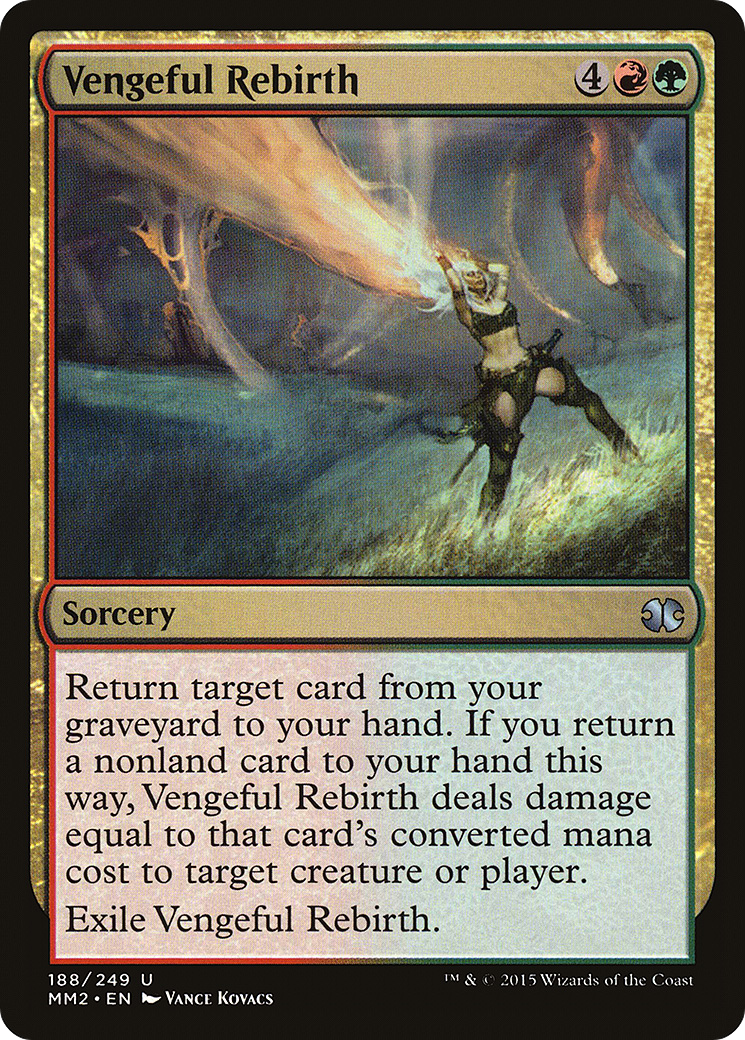 Vengeful Rebirth 4
Sorcery
Return target card from your
graveyard to your hand. If you return
a nonland card to your hand this
way, Vengeful Rebirth deals damage
equal to that card's converted mana
cost to target creature or player.
Exile Vengeful Rebirth.
188/249 U
MM2 • EN Vance Kovacs
™ & © 2015 Wizards of the Coast